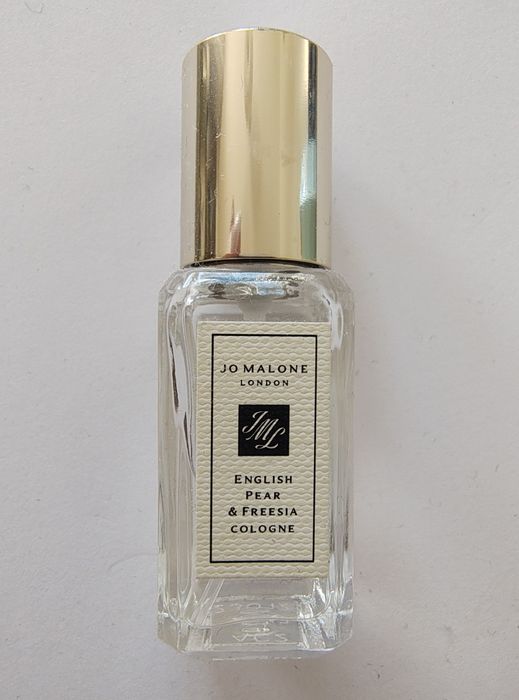 JO MALONE
LONDON
JML
ENGLISH
PEAR
& FREESIA
COLOGNE